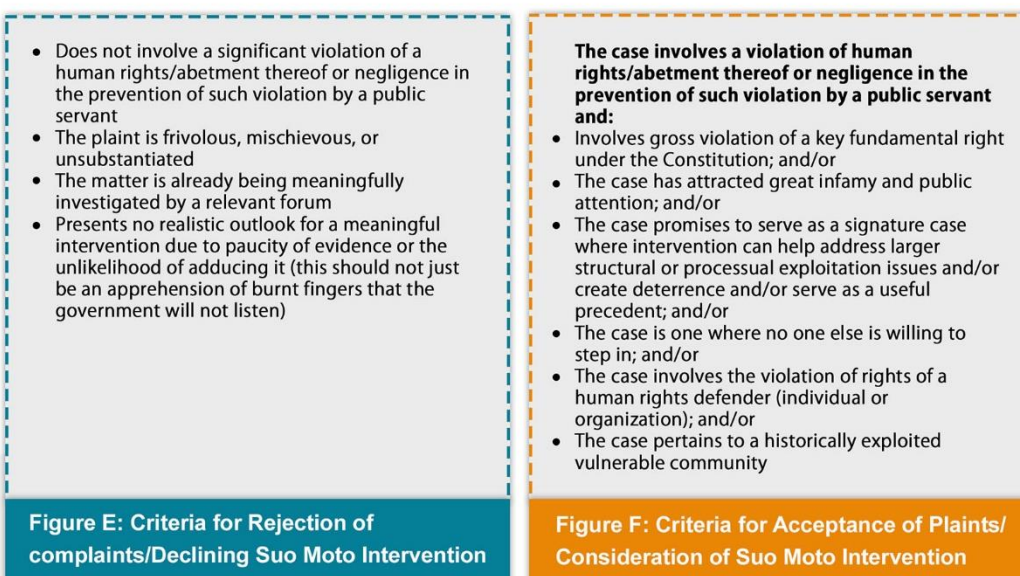 • Does not involve a significant violation of a
human rights/abetment thereof or negligence in
the prevention of such violation by a public
servant
• The plaint is frivolous, mischievous, or
unsubstantiated
• The matter is already being meaningfully
investigated by a relevant forum
• Presents no realistic outlook for a meaningful
intervention due to paucity of evidence or the
unlikelihood of adducing it (this should not just
be an apprehension of burnt fingers that the
government will not listen)
Figure E: Criteria for Rejection of
complaints/Declining Suo Moto Intervention
The case involves a violation of human
rights/abetment thereof or negligence in the
prevention of such violation by a public servant
and:
• Involves gross violation of a key fundamental right
under the Constitution; and/or
• The case has attracted great infamy and public
attention; and/or
• The case promises to serve as a signature case
where intervention can help address larger
structural or processual exploitation issues and/or
create deterrence and/or serve as a useful
precedent; and/or
• The case is one where no one else is willing to
step in; and/or
• The case involves the violation of rights of a
human rights defender (individual or
organization); and/or
• The case pertains to a historically exploited
vulnerable community
Figure F: Criteria for Acceptance of Plaints/
Consideration of Suo Moto Intervention